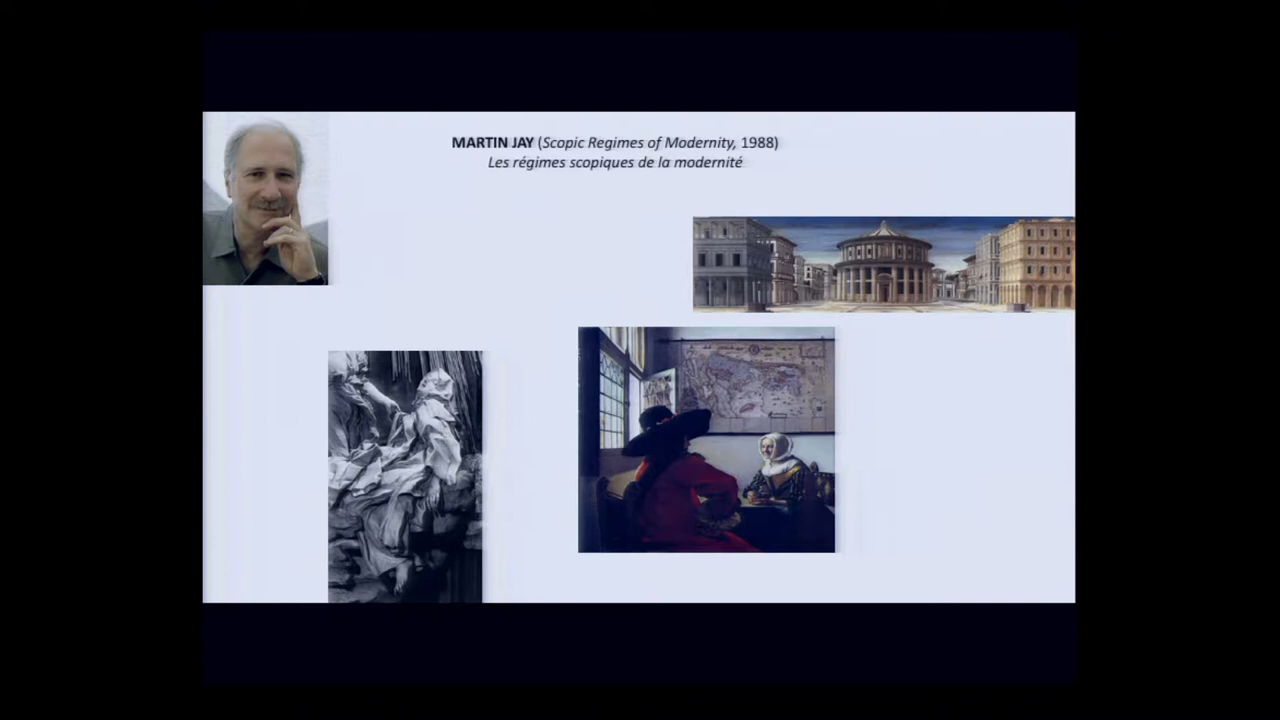 MARTIN JAY (Scopic Regimes of Modernity, 1988)
Les régimes scopiques de la modernité